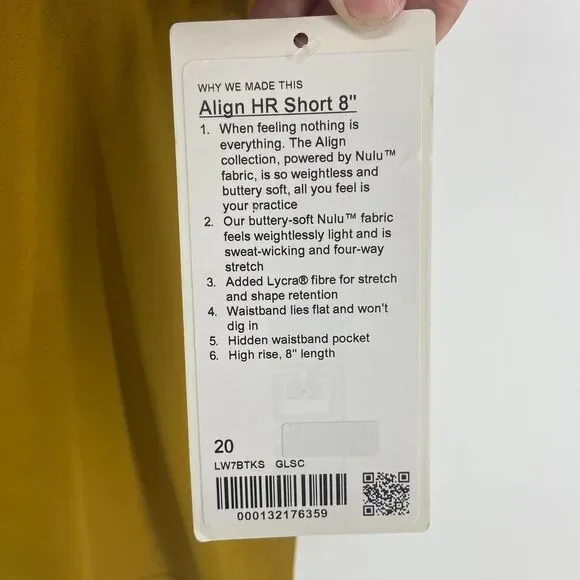 WHY WE MADE THIS
Align HR Short 8"
1. When feeling nothing is
everything. The Align
collection, powered by Nulu™
fabric, is so weightless and
buttery soft, all you feel is
your practice
2. Our buttery-soft Nulu™ fabric
feels weightlessly light and is
sweat-wicking and four-way
stretch
3. Added Lycra® fibre for stretch
and shape retention
4. Waistband lies flat and won't
dig in
5. Hidden waistband pocket
6. High rise, 8" length
20
LW7BTKS GLSC
000132176359